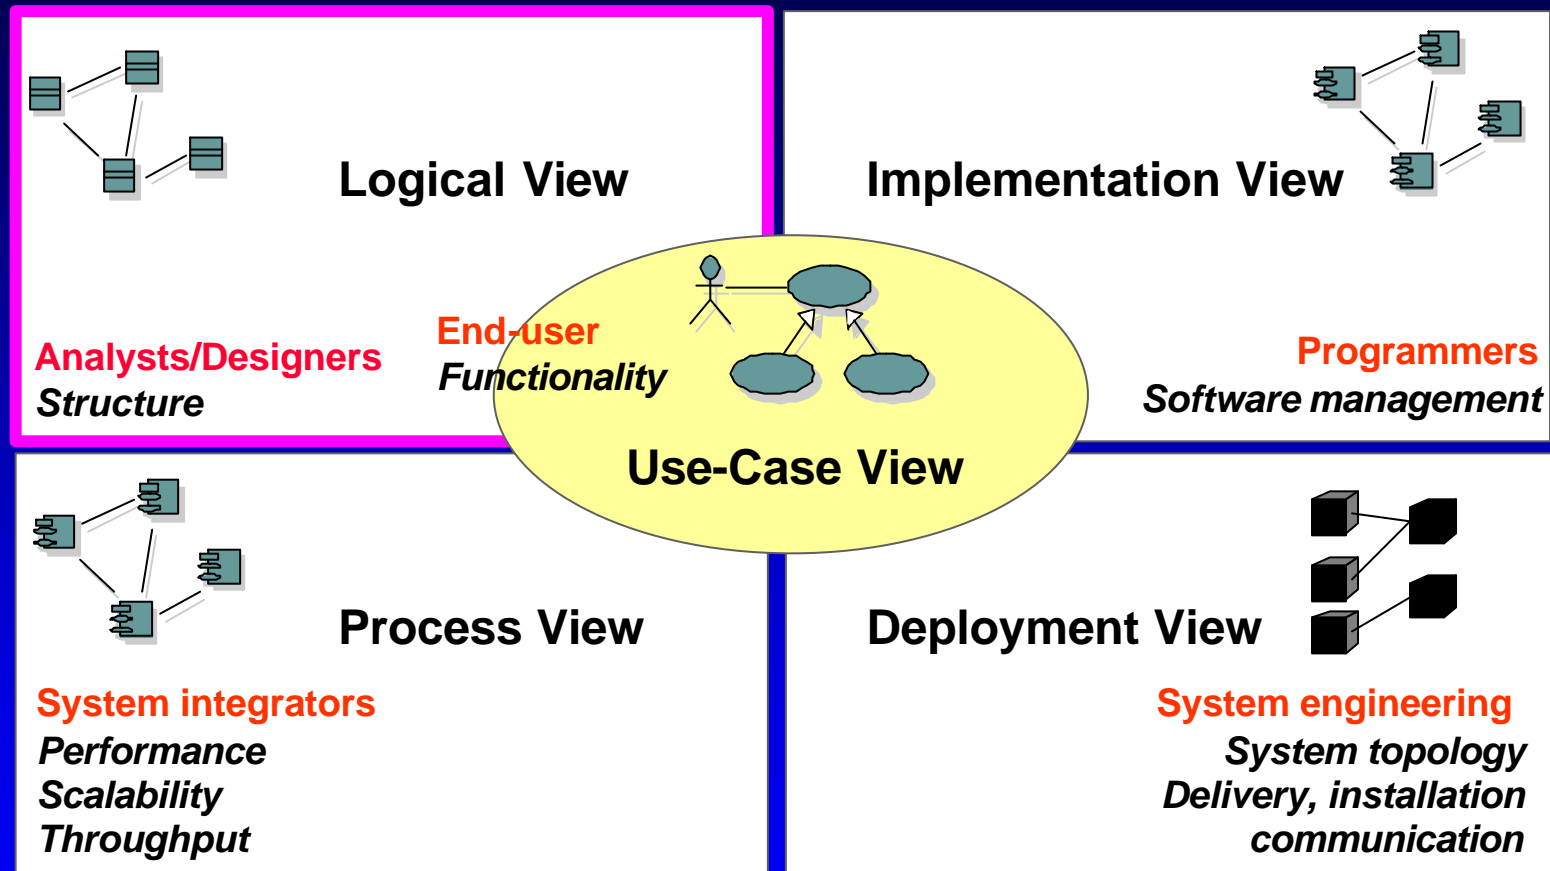 Logical View
Analysts/Designers
Structure
Implementation View
Programmers
Software management
End-user
Functionality
Use-Case View
Process View
System integrators
Performance
Scalability
Throughput
Deployment View
System engineering
System topology
Delivery, installation
communication